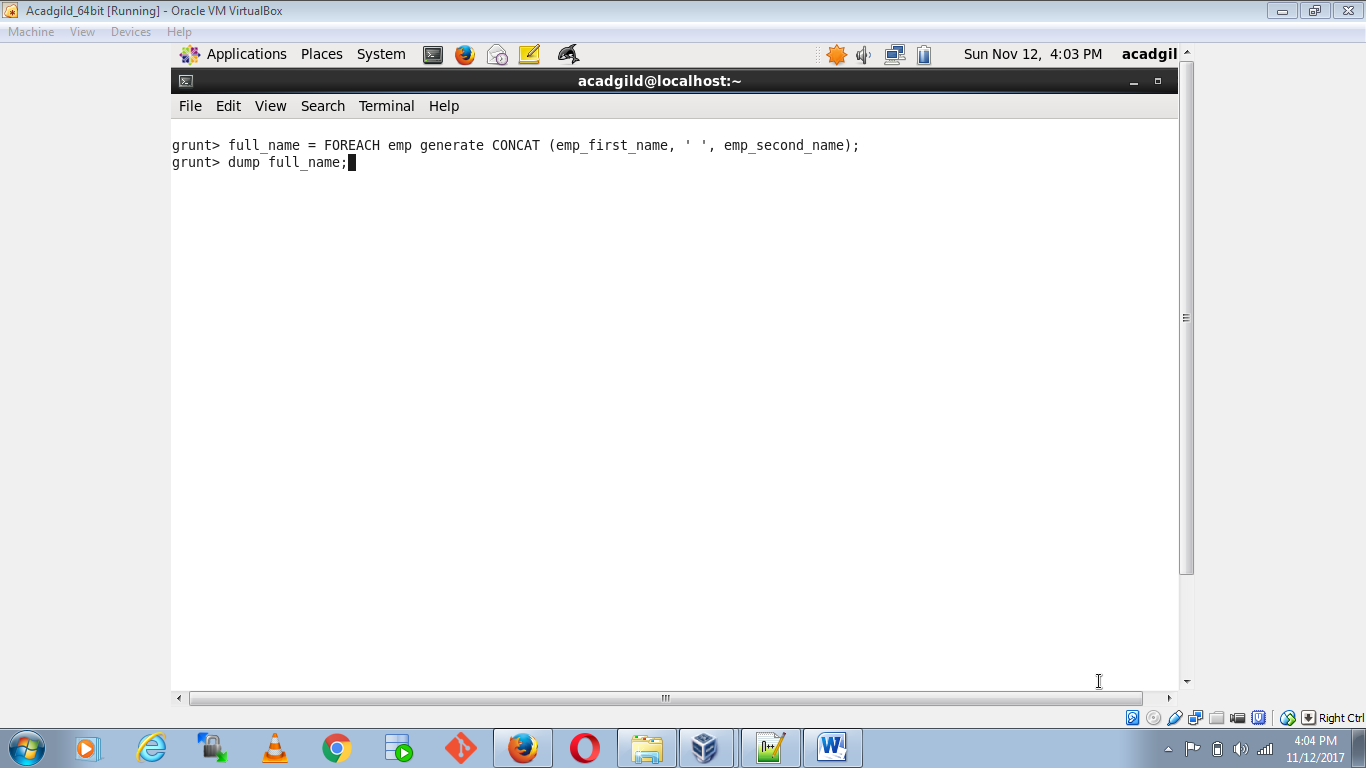 Acadgild_64bit [Running] - Oracle VM VirtualBox
Machine View Devices Help
Applications Places System Sun Nov 12, 4:03 PM acadgil
acadgild@localhost:~
File Edit View Search Terminal Help
grunt> full_name = FOREACH emp generate CONCAT (emp_first_name, ' ', emp_second_name);
grunt> dump full_name;
Right Ctrl
4:04 PM
11/12/2017